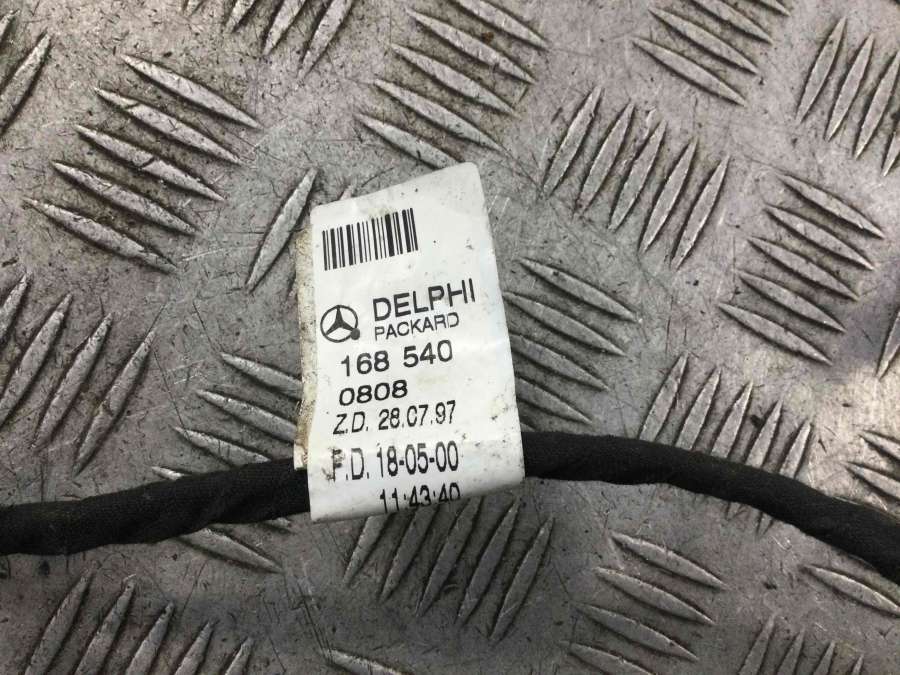 DELPHI
PACKARD
168 540
0808
Z.D. 28.07.97
F.D. 18-05-00
11:43:40